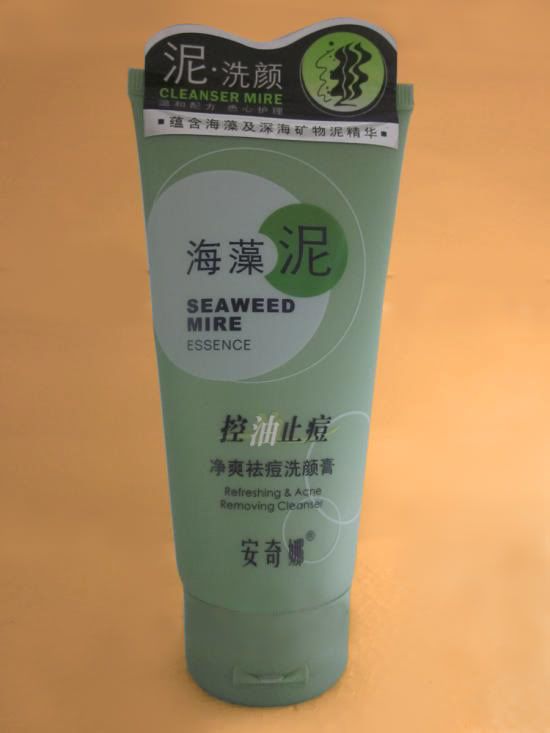 泥·洗颜
CLEANSER MIRE
温和配方 悉心护理
■蕴含海藻及深海矿物泥精华■
海藻泥
SEAWEED
MIRE
ESSENCE
控油止痘
净爽祛痘洗颜膏
Refreshing & Acne
Removing Cleanser
安奇娜®